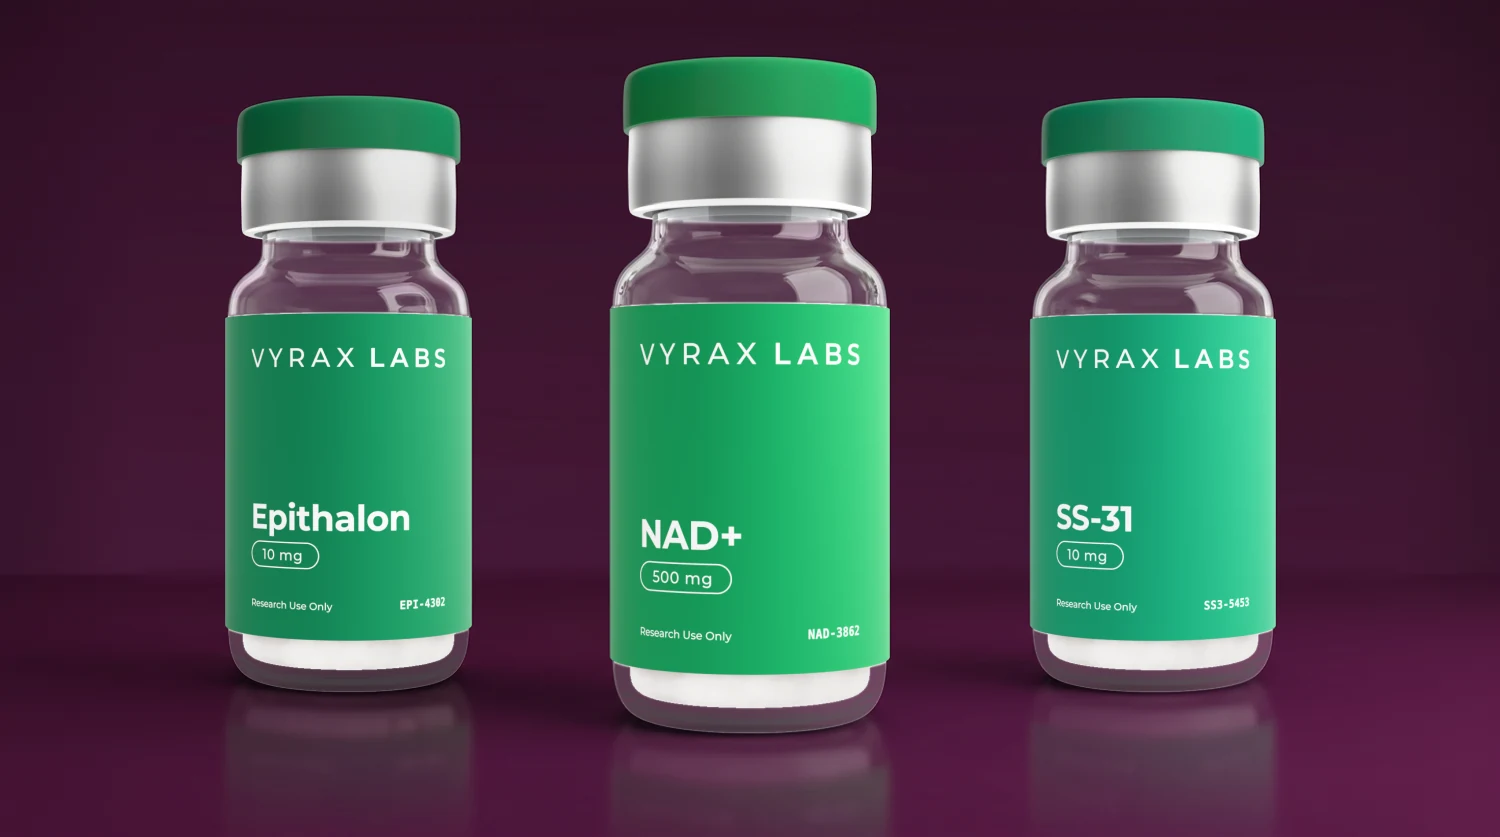 VYRAX LABS
Epithalon
10 mg
Research Use Only
EPI-4302
VYRAX LABS
NAD+
500 mg
Research Use Only
NAD-3862
VYRAX LABS
SS-31
10 mg
Research Use Only
SS3-5453